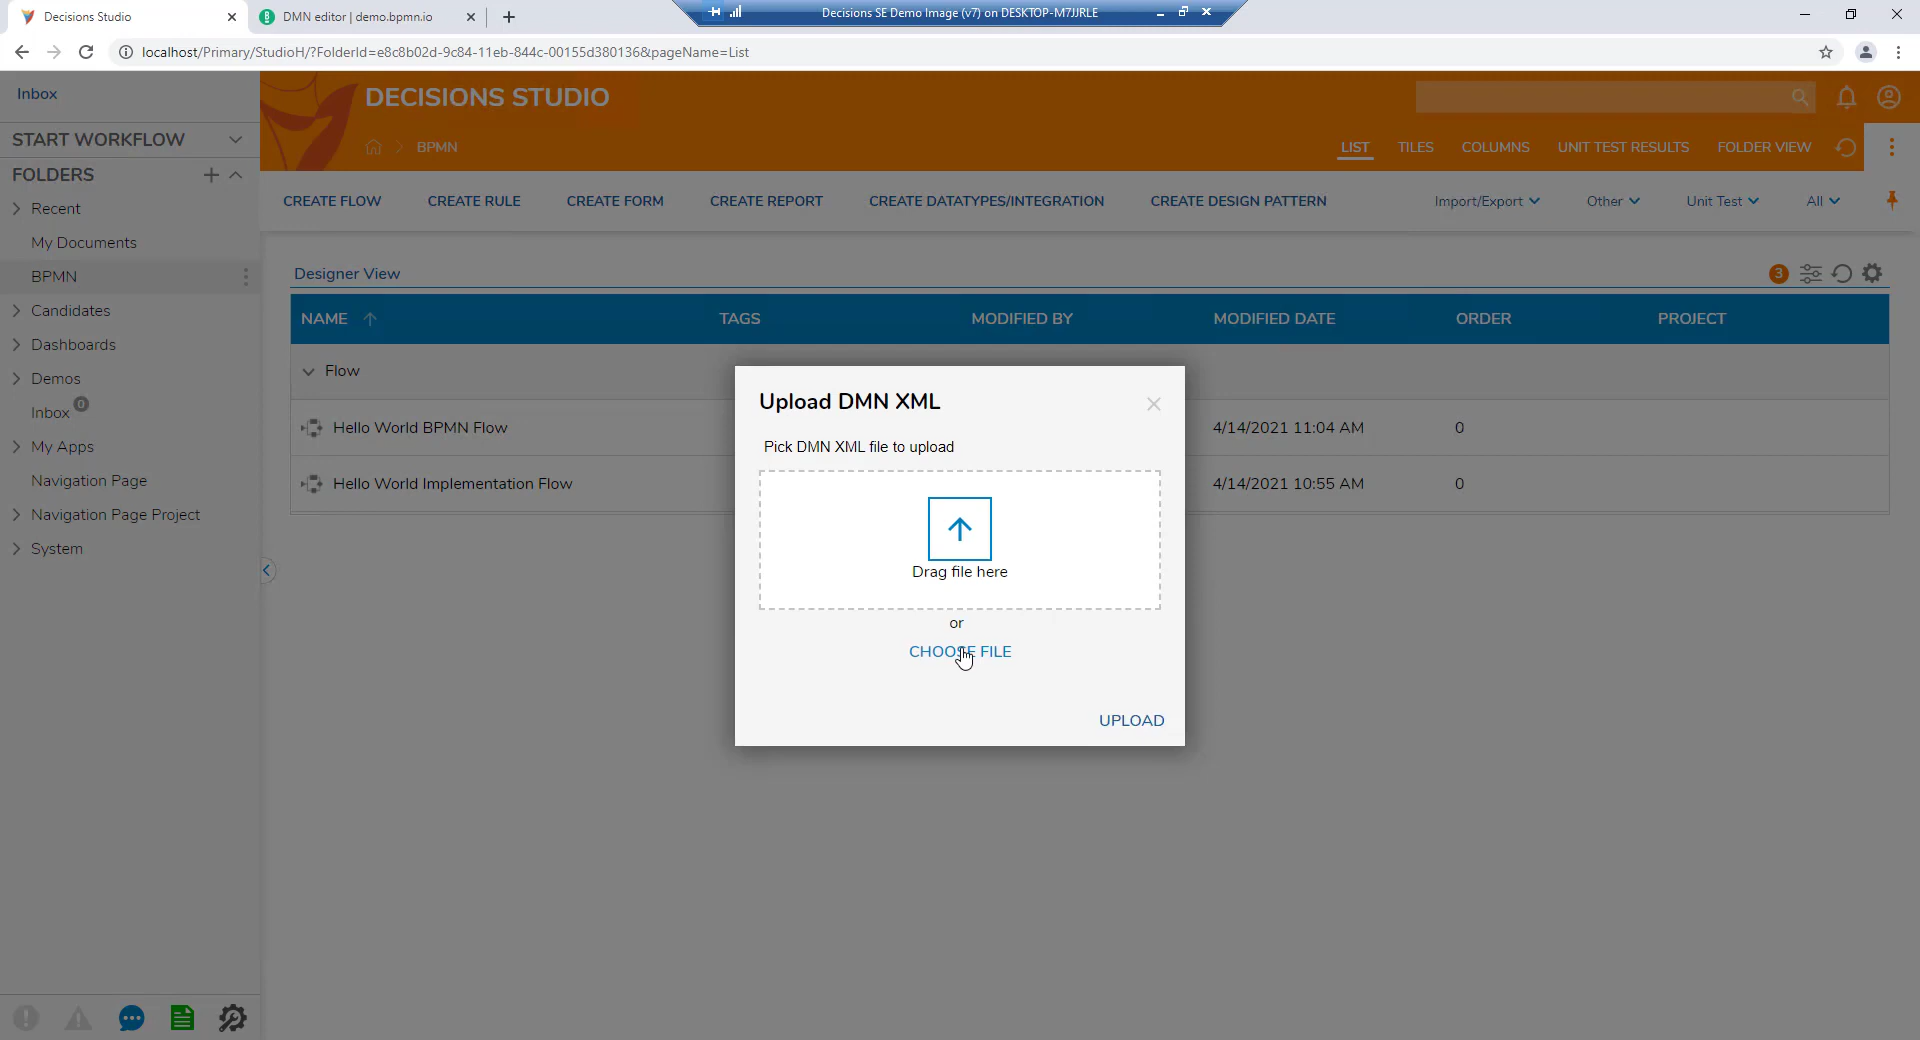 Decisions Studio
DMN editor | demo.bpmn.io
Decisions SE Demo Image (v7) on DESKTOP-M7JJRLE
localhost/Primary/StudioH/?FolderId=e8c8b02d-9c84-11eb-844c-00155d380136&pageName=List
Inbox
DECISIONS STUDIO
START WORKFLOW
BPMN
LIST
TILES
COLUMNS
UNIT TEST RESULTS
FOLDER VIEW
FOLDERS
CREATE FLOW
CREATE RULE
CREATE FORM
CREATE REPORT
CREATE DATATYPES/INTEGRATION
CREATE DESIGN PATTERN
Import/Export
Other
Unit Test
All
Recent
My Documents
BPMN
Candidates
Dashboards
Demos
Inbox 0
My Apps
Navigation Page
Navigation Page Project
System
Designer View
3
NAME
TAGS
MODIFIED BY
MODIFIED DATE
ORDER
PROJECT
Flow
Hello World BPMN Flow
4/14/2021 11:04 AM
0
Hello World Implementation Flow
4/14/2021 10:55 AM
0
Upload DMN XML
Pick DMN XML file to upload
Drag file here
or
CHOOSE FILE
UPLOAD